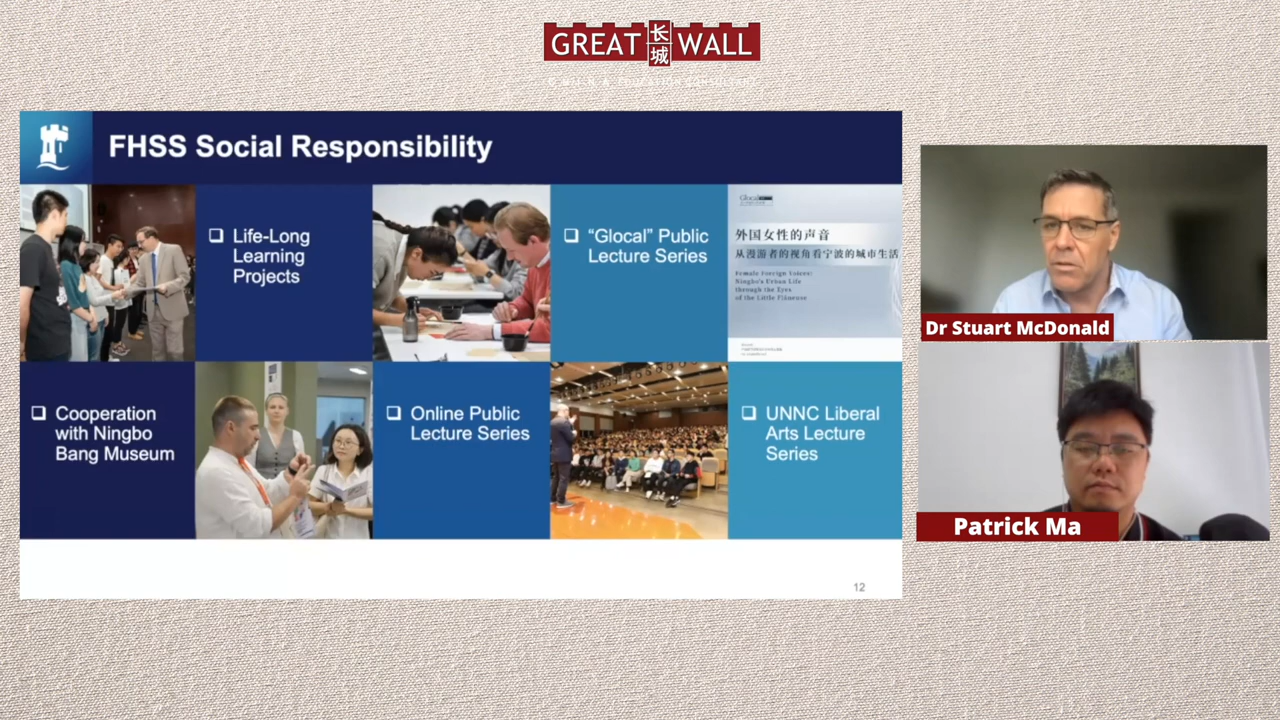 GREAT 长城 WALL
FHSS Social Responsibility
❑ Life-Long
Learning
Projects
❑ “Glocal” Public
Lecture Series
Glocal
外国女性的声音
从漫游者的视角看宁波的城市生活
Female Foreign Voices:
Ningbo's Urban Life
through the Eyes
of the Little Flâneuse
❑ Cooperation
with Ningbo
Bang Museum
❑ Online Public
Lecture Series
❑ UNNC Liberal
Arts Lecture
Series
12
Dr Stuart McDonald
Patrick Ma